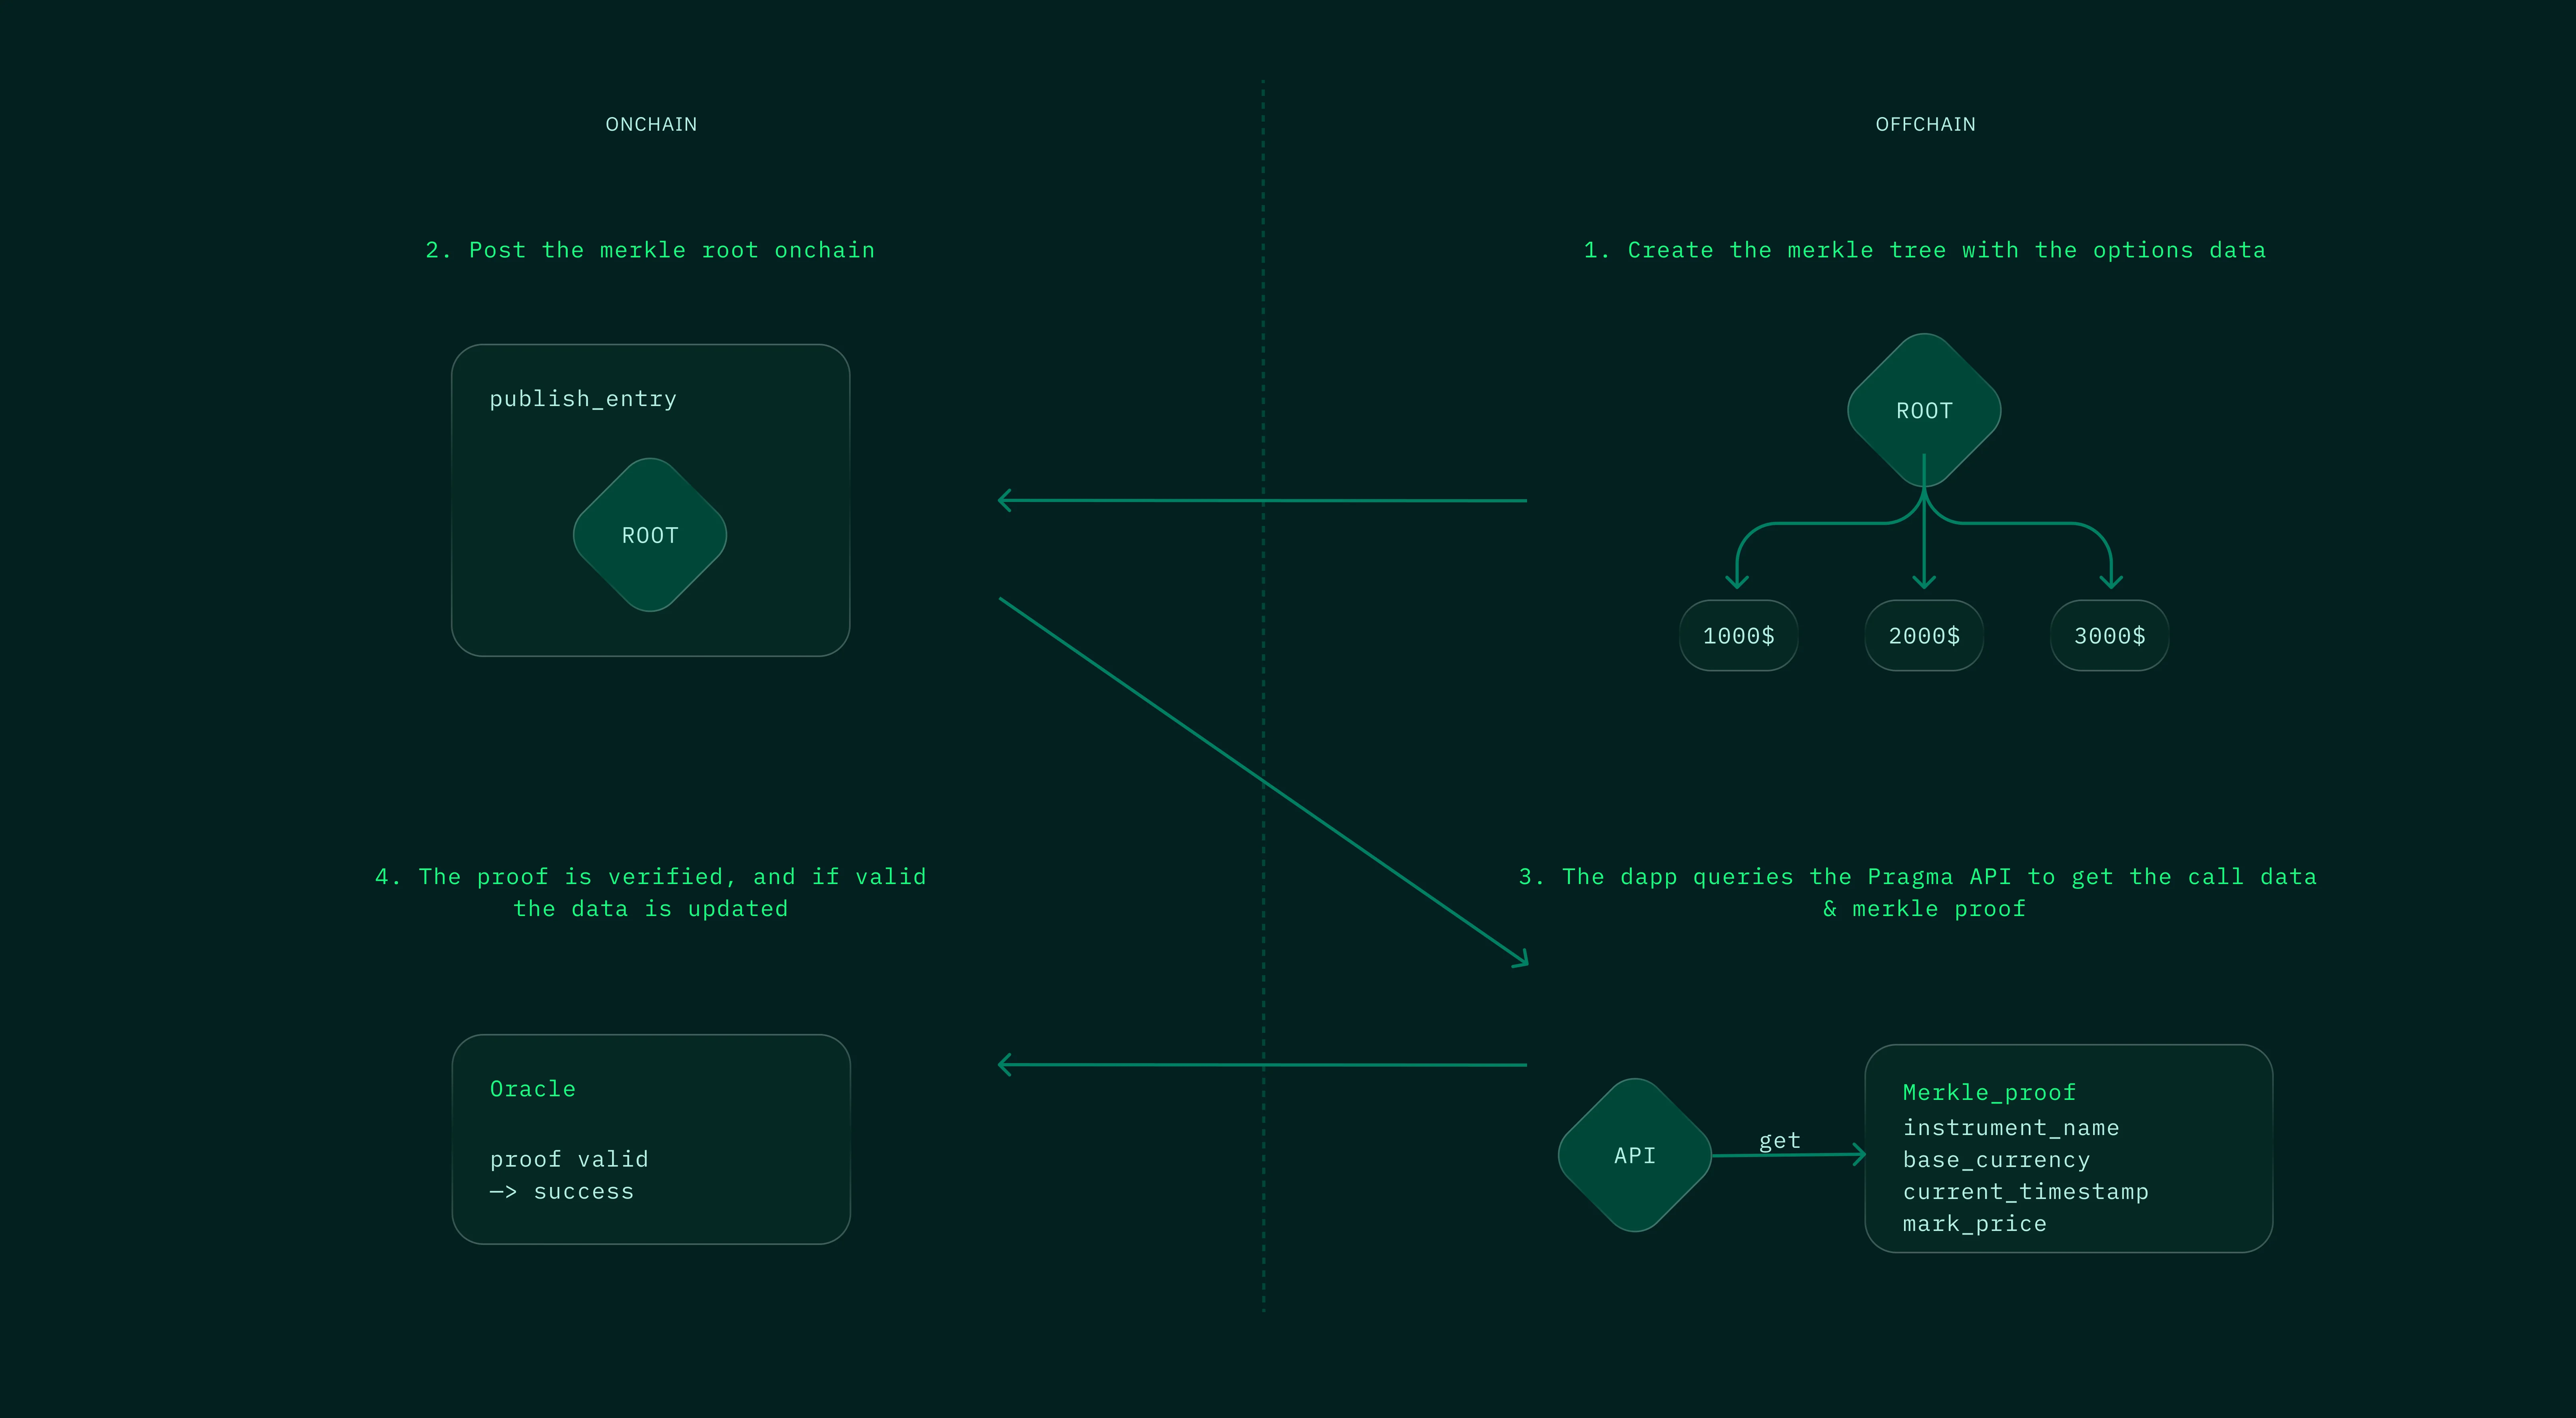 ONCHAIN
OFFCHAIN
2. Post the merkle root onchain
1. Create the merkle tree with the options data
publish_entry
ROOT
ROOT
1000$
2000$
3000$
4. The proof is verified, and if valid
the data is updated
3. The dapp queries the Pragma API to get the call data
& merkle proof
Oracle
proof valid
—> success
API
get
Merkle_proof
instrument_name
base_currency
current_timestamp
mark_price